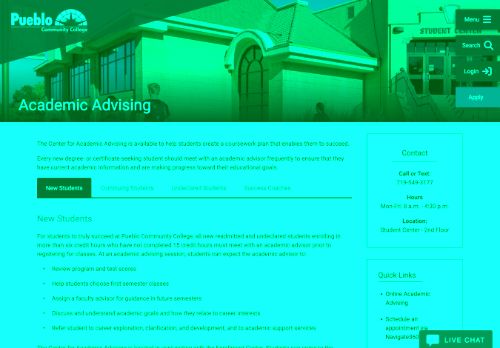 Pueblo
Community College
STUDENT CENTER
Menu
Search
Login
Apply
Academic Advising
The Center for Academic Advising is available to help students create a coursework plan that enables them to succeed.
Every new degree- or certificate-seeking student should meet with an academic advisor frequently to ensure that they
have correct academic information and are making progress toward their educational goals.
New Students
Continuing Students
Undeclared Students
Success Coaches
New Students
For students to truly succeed at Pueblo Community College, all new readmitted and undeclared students enrolling in
more than six credit hours who have not completed 15 credit hours must meet with an academic advisor prior to
registering for classes. At an academic advising session, students can expect the academic advisor to:
Review program and test scores
Help students choose first semester classes
Assign a faculty advisor for guidance in future semesters
Discuss and understand academic goals and how they relate to career interests
Refer student to career exploration, clarification, and development, and to academic support services
Contact
Call or Text
719-549-3177
Hours
Mon-Fri: 8 a.m. - 4:30 p.m.
Location:
Student Center - 2nd Floor
Quick Links
Online Academic
Advising
Schedule an
appointment via
Navigate360
LIVE CHAT